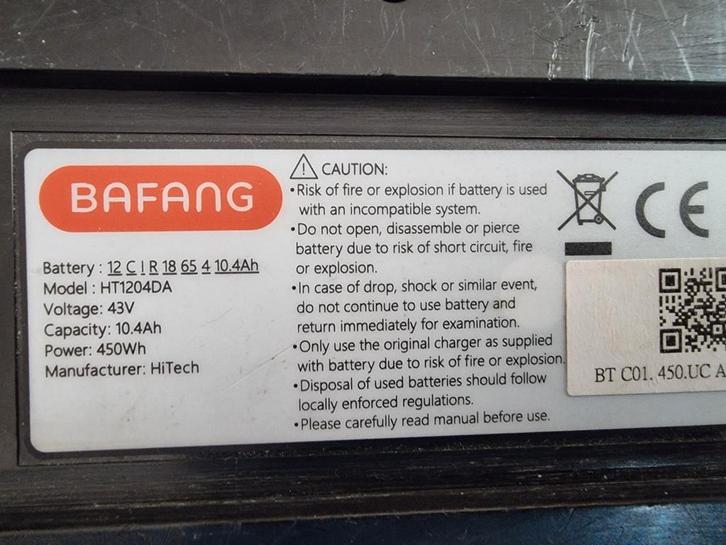 BAFANG
Battery : 12 C I R 18 65 4 10.4Ah
Model : HT1204DA
Voltage: 43V
Capacity: 10.4Ah
Power: 450Wh
Manufacturer: HiTech
CAUTION:
•Risk of fire or explosion if battery is used
with an incompatible system.
•Do not open, disassemble or pierce
battery due to risk of short circuit, fire
or explosion.
•In case of drop, shock or similar event,
do not continue to use battery and
return immediately for examination.
•Only use the original charger as supplied
with battery due to risk of fire or explosion.
•Disposal of used batteries should follow
locally enforced regulations.
•Please carefully read manual before use.
CE
BT C01. 450.UC A